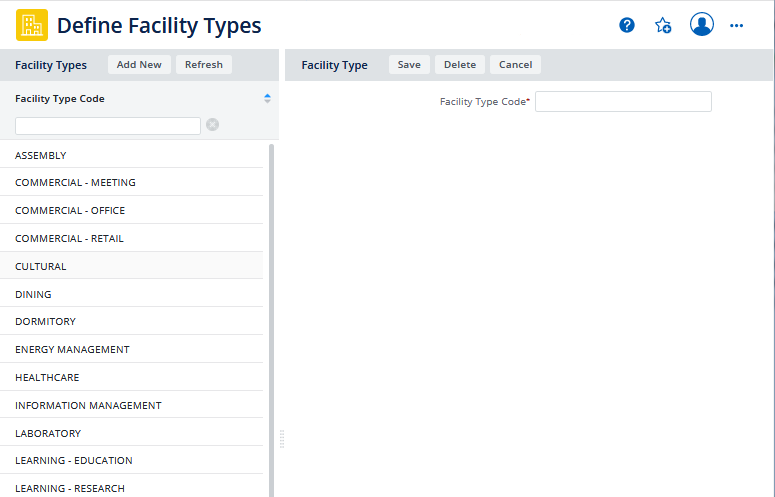 Define Facility Types
Facility Types Add New Refresh
Facility Type Save Delete Cancel
Facility Type Code
Facility Type Code*
ASSEMBLY
COMMERCIAL - MEETING
COMMERCIAL - OFFICE
COMMERCIAL - RETAIL
CULTURAL
DINING
DORMITORY
ENERGY MANAGEMENT
HEALTHCARE
INFORMATION MANAGEMENT
LABORATORY
LEARNING - EDUCATION
LEARNING - RESEARCH